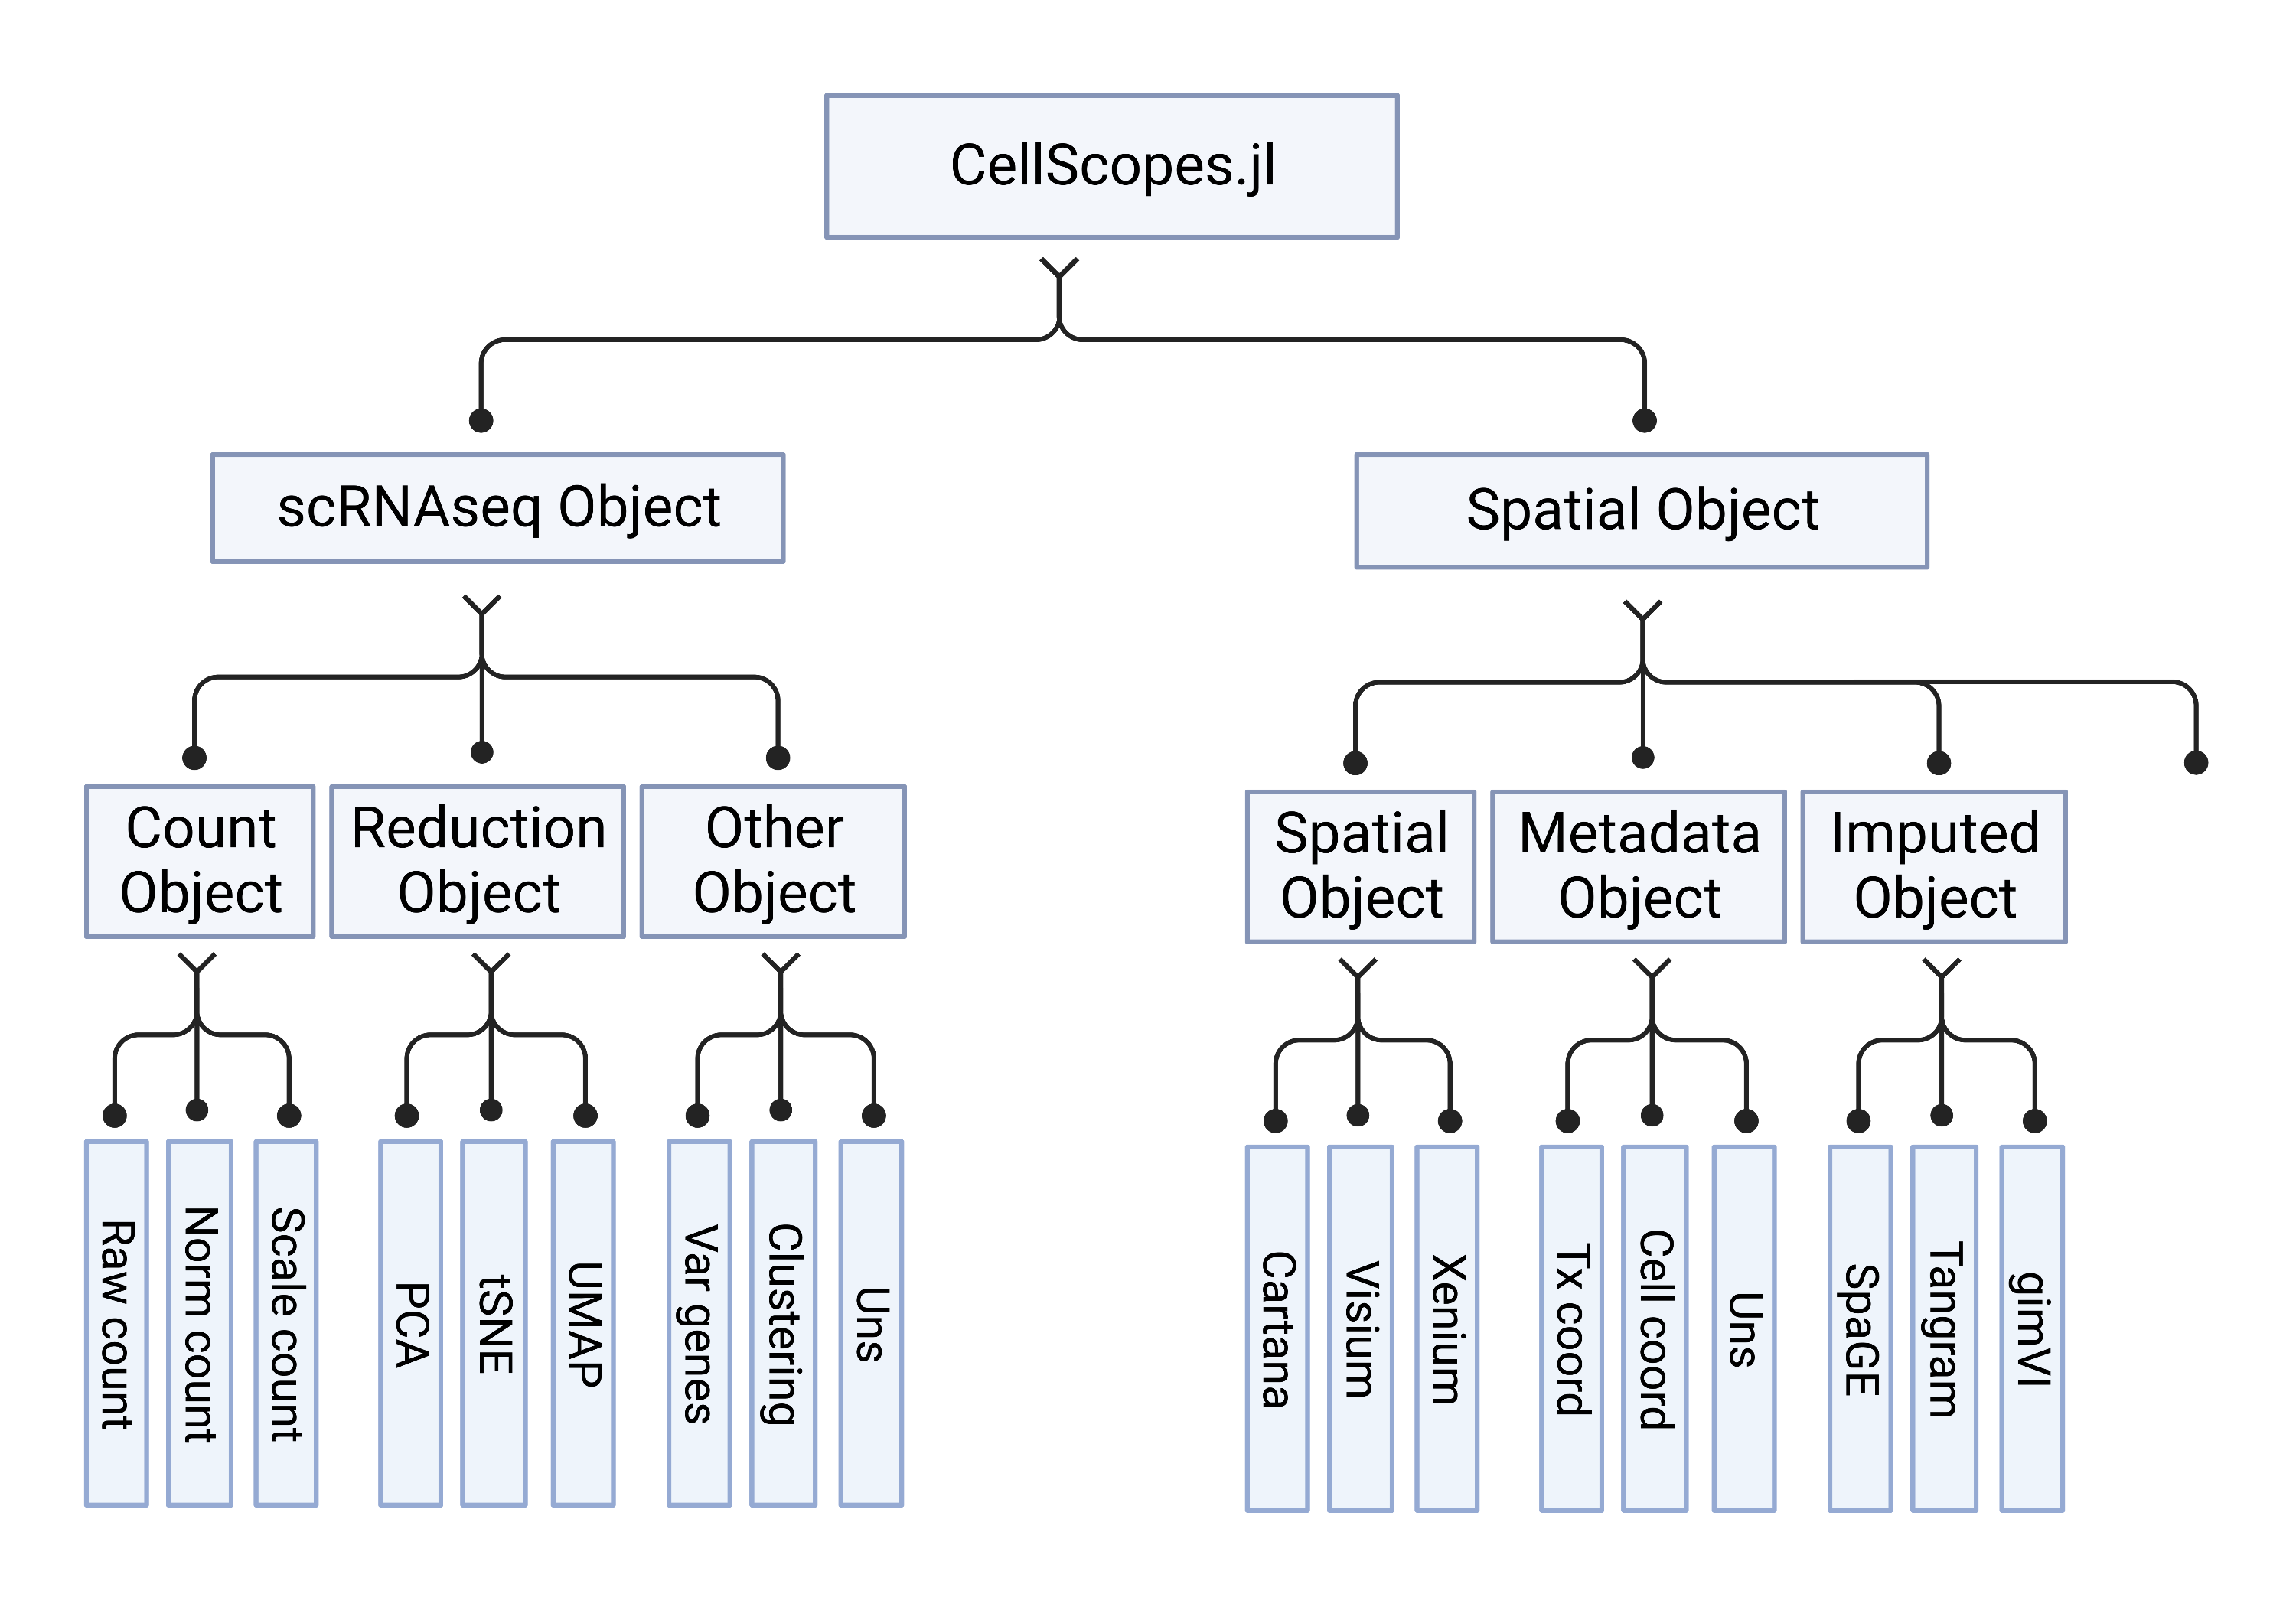 CellScopes.jl
scRNAseq Object
Spatial Object
Count
Object
Reduction
Object
Other
Object
Spatial
Object
Metadata
Object
Imputed
Object
Raw count
Norm count
Scale count
PCA
tSNE
UMAP
Var genes
Clustering
Uns
Cartana
Visium
Xenium
Tx coord
Cell coord
Uns
SpaGE
Tangram
gimVI